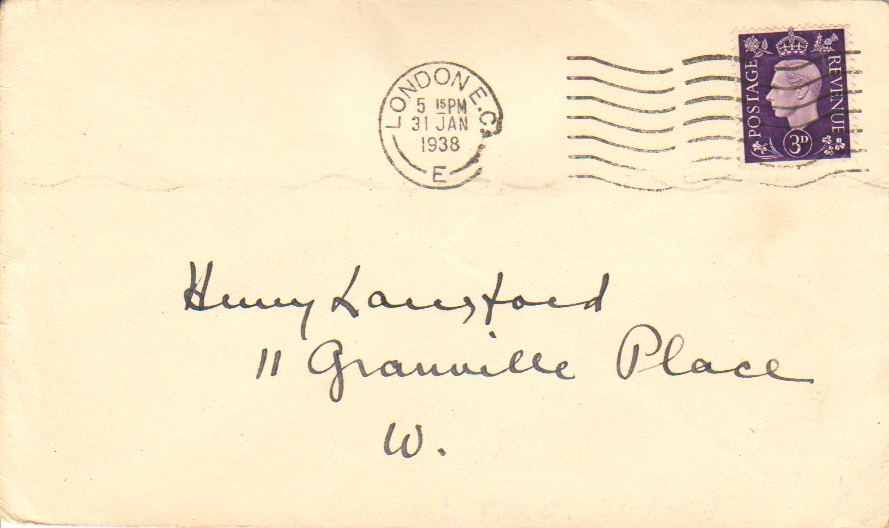 LONDON E.C.
5 15 PM
31 JAN
1938
E
POSTAGE
REVENUE
3D
Henry Lansford
11 Granville Place
W.